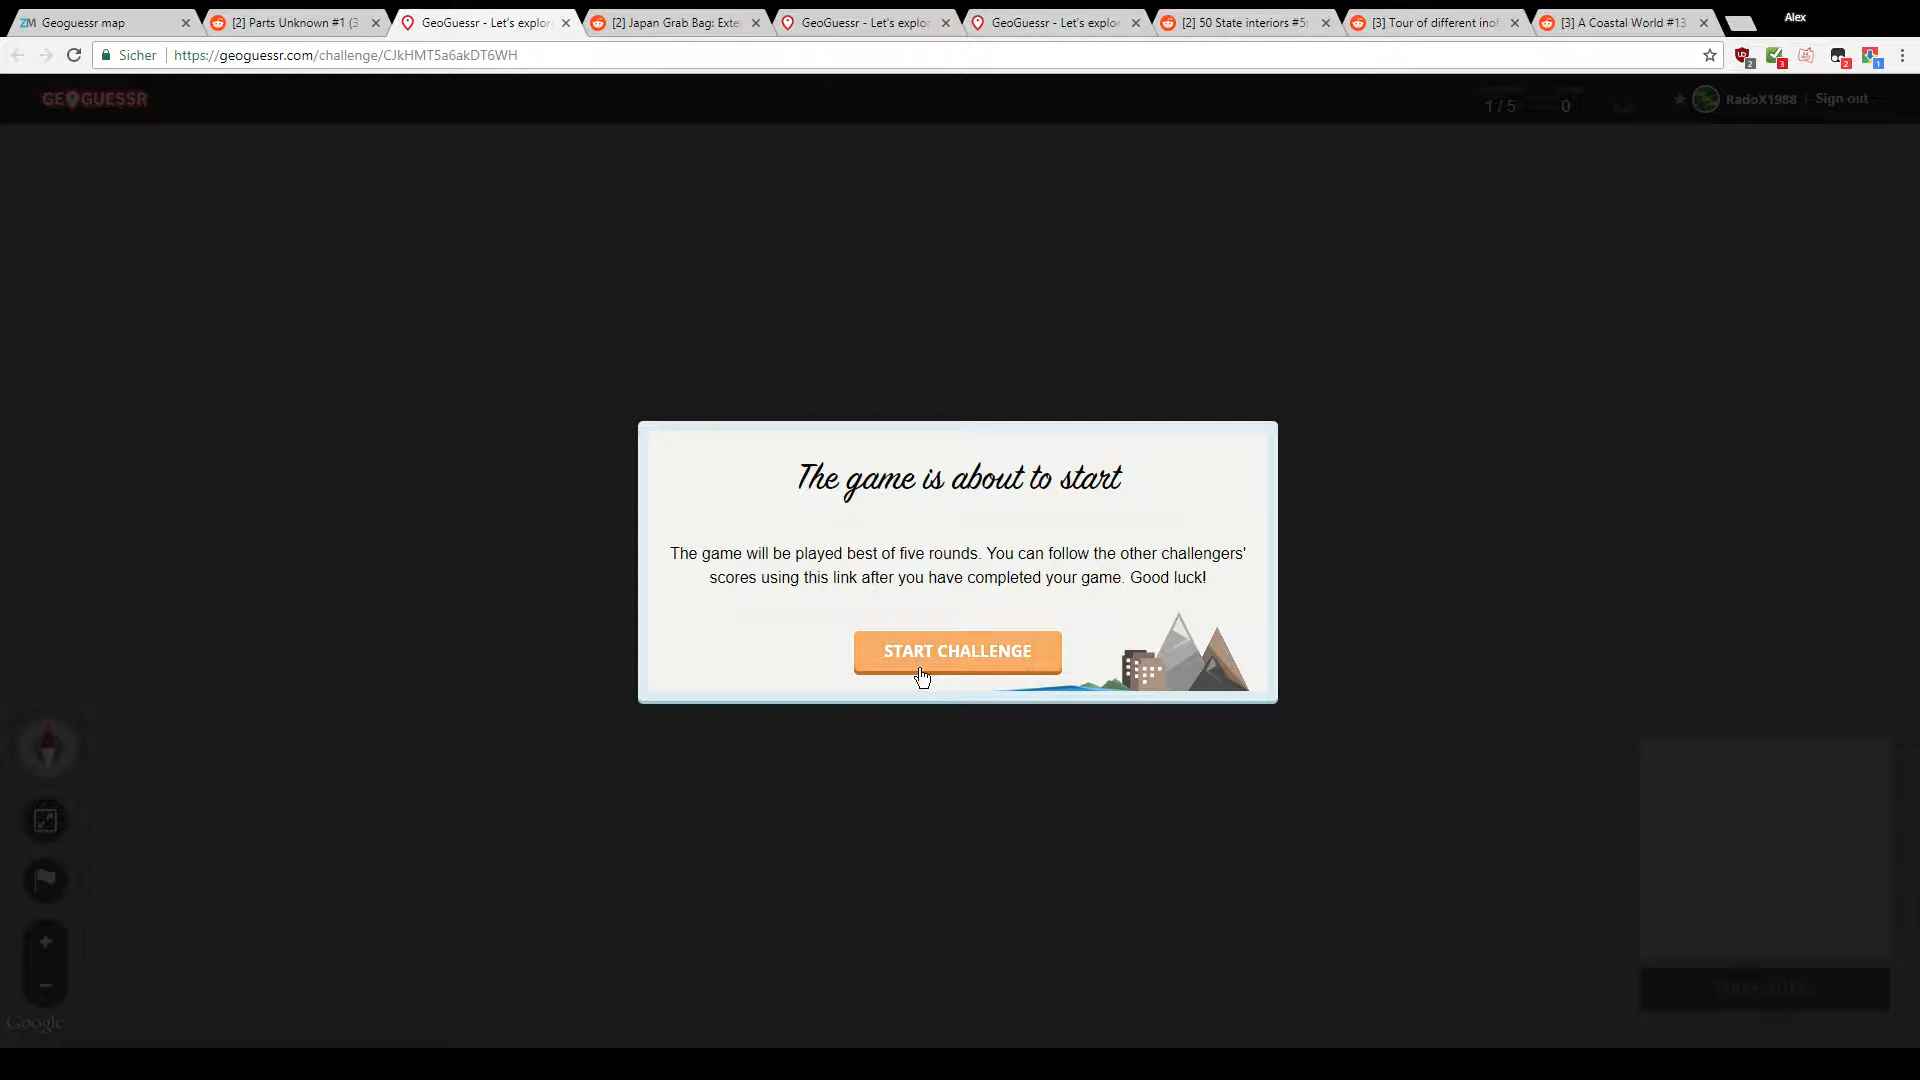 Geoguessr map
[2] Parts Unknown #1 (3
GeoGuessr - Let's explor
[2] Japan Grab Bag: Exte
GeoGuessr - Let's explor
GeoGuessr - Let's explor
[2] 50 State interiors #5:
[3] Tour of different inof
[3] A Coastal World #13
Alex
Sicher
https://geoguessr.com/challenge/CJkHMT5a6akDT6WH
GEOGUESSR
1 / 5
0
RadoX1988
Sign out
The game is about to start
The game will be played best of five rounds. You can follow the other challengers'
scores using this link after you have completed your game. Good luck!
START CHALLENGE
Google